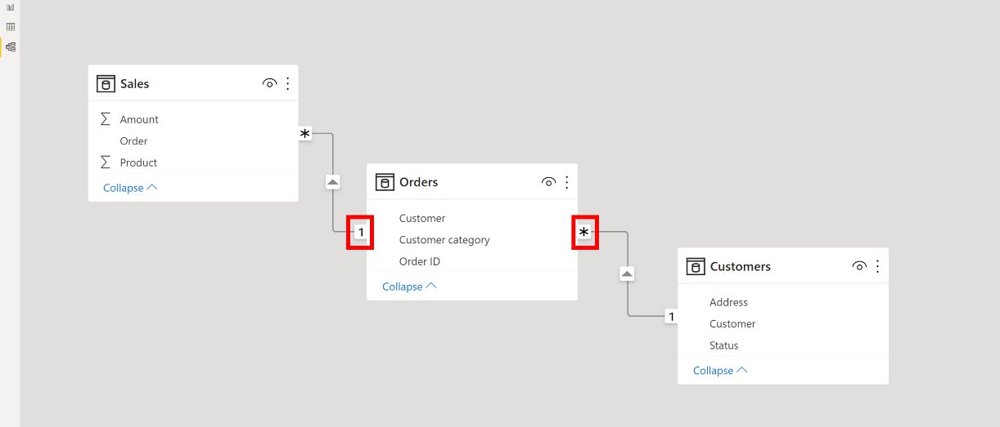 Sales
Amount
Order
Product
Collapse
*
1
Orders
Customer
Customer category
Order ID
Collapse
*
1
Customers
Address
Customer
Status
Collapse